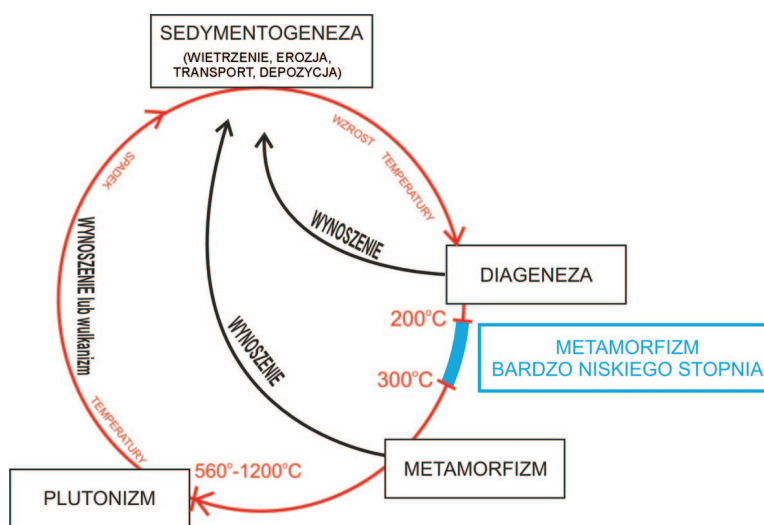 SEDYMENTOGENEZA
(WIETRZENIE, EROZJA,
TRANSPORT, DEPOZYCJA)
WZROST TEMPERATURY
SPADEK
WYNOSZENIE
WYNOSZENIE lub wulkanizm
DIAGENEZA
200°C
METAMORFIZM
BARDZO NISKIEGO STOPNIA
WYNOSZENIE
300°C
TEMPERATURY
560°-1200°C
METAMORFIZM
PLUTONIZM